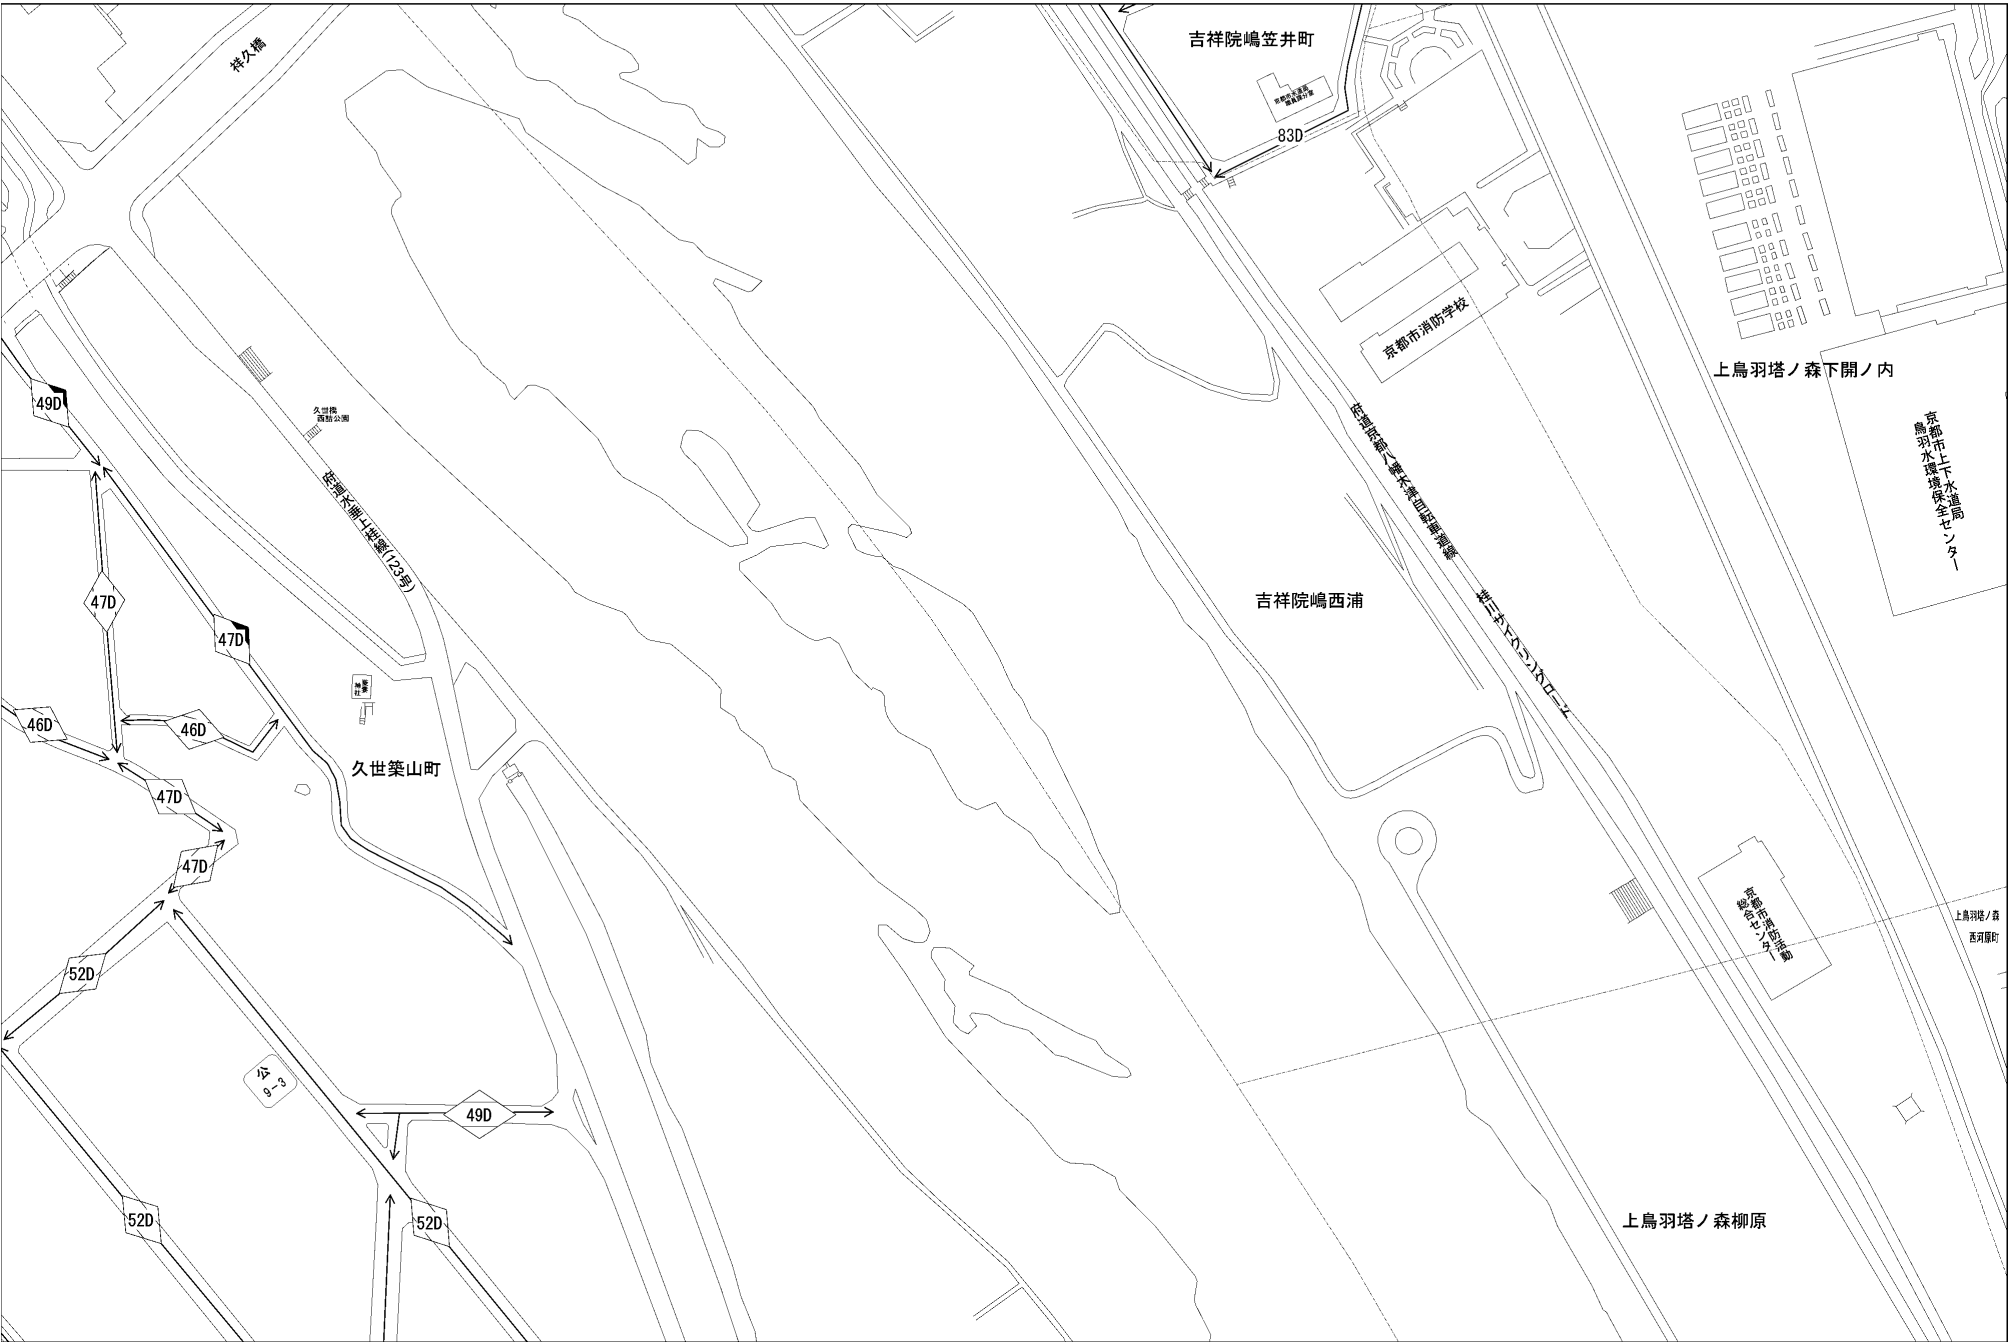 祥久橋
吉祥院嶋笠井町
83D
京都市消防学校
上鳥羽塔ノ森下開ノ内
京都市上下水道局
鳥羽水環境保全センター
49D
久世橋
西詰公園
府道水垂上桂線(123号)
府道京都八幡木津自転車道線
桂川サイクリングロード
吉祥院嶋西浦
47D
47D
46D
46D
久世築山町
47D
47D
京都市消防活動
総合センター
上鳥羽塔ノ森
西河原町
52D
公
9-3
49D
52D
52D
上鳥羽塔ノ森柳原